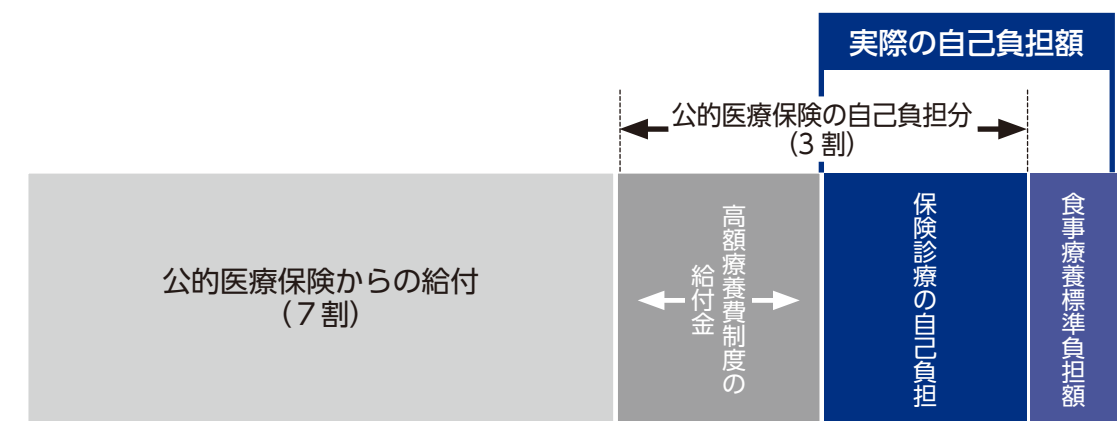 実際の自己負担額
公的医療保険の自己負担分
（3 割）
公的医療保険からの給付
（７割）
高額療養費制度の
給付金
保険診療の自己負担
食事療養標準負担額